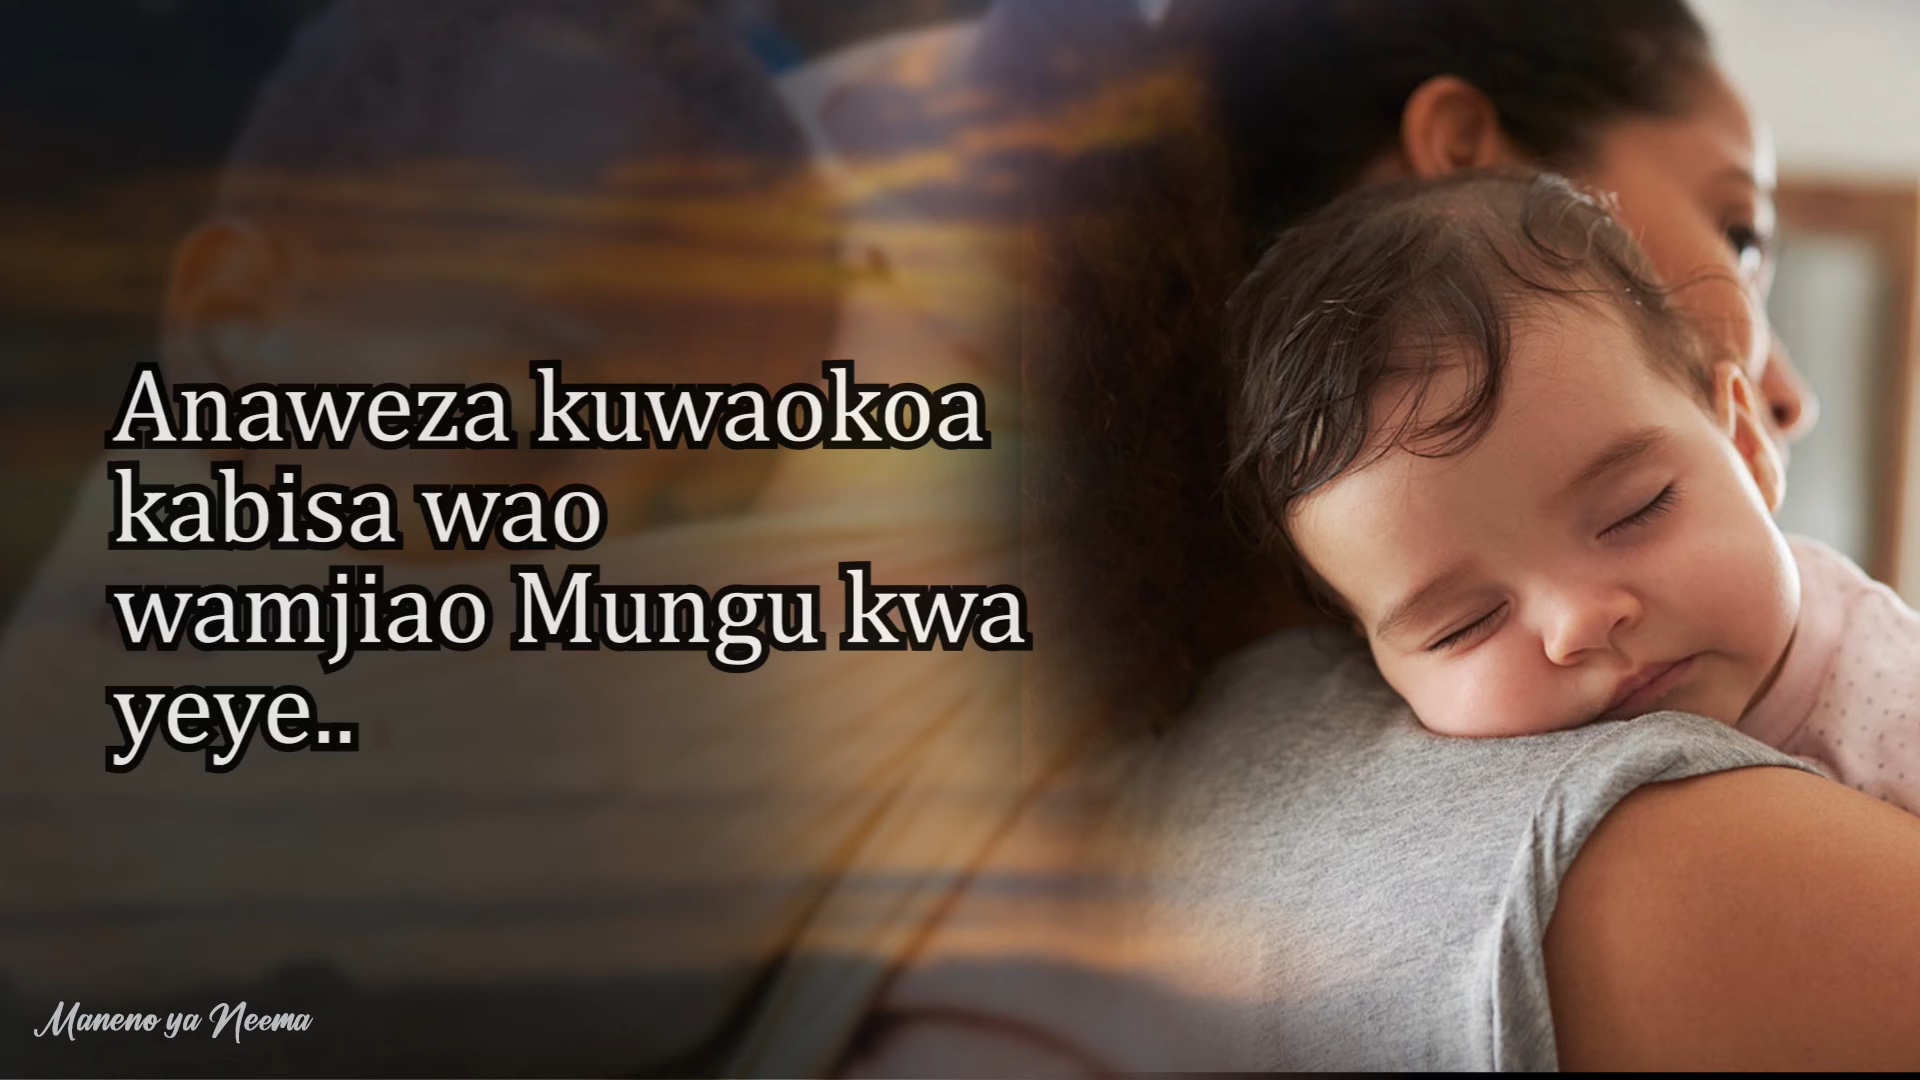 Anaweza kuwaokoa
kabisa wao
wamjiao Mungu kwa
yeye..
Maneno ya Neema